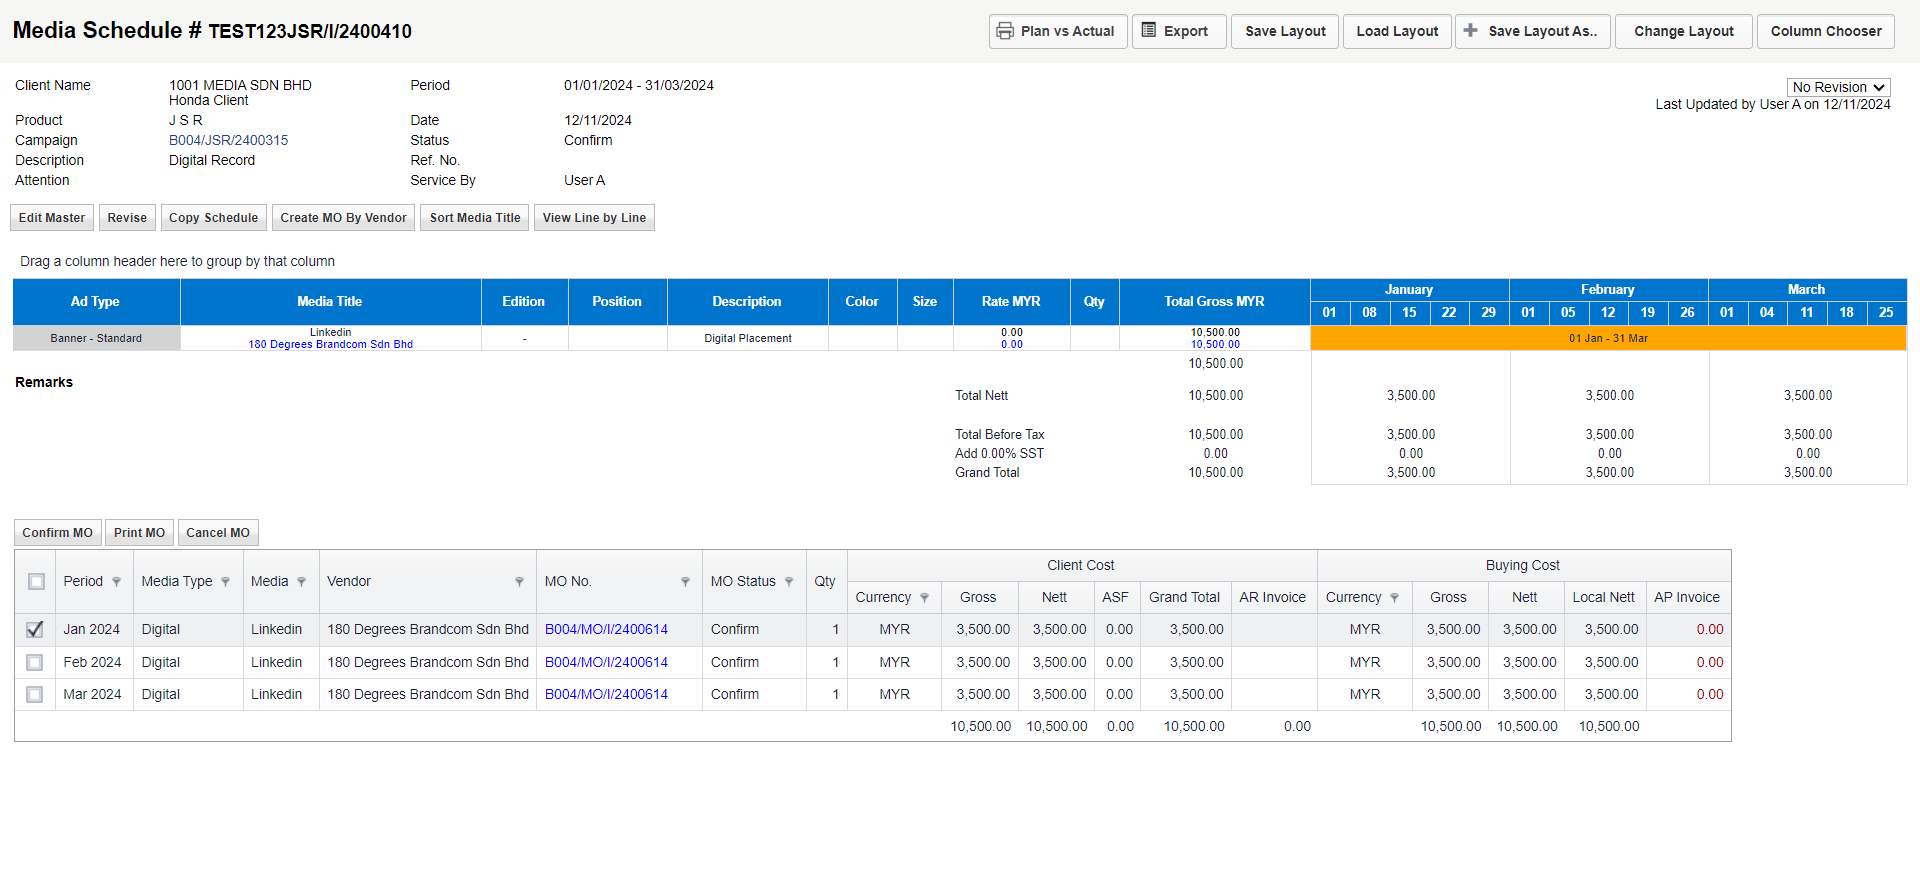 Media Schedule # TEST123JSR/I/2400410
Plan vs Actual
Export
Save Layout
Load Layout
Save Layout As..
Change Layout
Column Chooser
Client Name 1001 MEDIA SDN BHD Period 01/01/2024 - 31/03/2024
Honda Client
No Revision
Last Updated by User A on 12/11/2024
Product J S R Date 12/11/2024
Campaign B004/JSR/2400315 Status Confirm
Description Digital Record Ref. No.
Attention Service By User A
Edit Master Revise Copy Schedule Create MO By Vendor Sort Media Title View Line by Line
Drag a column header here to group by that column
Ad Type Media Title Edition Position Description Color Size Rate MYR Qty Total Gross MYR January February March
01 08 15 22 29 01 05 12 19 26 01 04 11 18 25
Banner - Standard Linkedin - Digital Placement 0.00 10,500.00 01 Jan - 31 Mar
180 Degrees Brandcom Sdn Bhd 0.00 10,500.00
10,500.00
Remarks
Total Nett 10,500.00 3,500.00 3,500.00 3,500.00
Total Before Tax 10,500.00 3,500.00 3,500.00 3,500.00
Add 0.00% SST 0.00 0.00 0.00 0.00
Grand Total 10,500.00 3,500.00 3,500.00 3,500.00
Confirm MO Print MO Cancel MO
Period Media Type Media Vendor MO No. MO Status Qty Client Cost Buying Cost
Currency Gross Nett ASF Grand Total AR Invoice Currency Gross Nett Local Nett AP Invoice
Jan 2024 Digital Linkedin 180 Degrees Brandcom Sdn Bhd B004/MO/I/2400614 Confirm 1 MYR 3,500.00 3,500.00 0.00 3,500.00 MYR 3,500.00 3,500.00 3,500.00 0.00
Feb 2024 Digital Linkedin 180 Degrees Brandcom Sdn Bhd B004/MO/I/2400614 Confirm 1 MYR 3,500.00 3,500.00 0.00 3,500.00 MYR 3,500.00 3,500.00 3,500.00 0.00
Mar 2024 Digital Linkedin 180 Degrees Brandcom Sdn Bhd B004/MO/I/2400614 Confirm 1 MYR 3,500.00 3,500.00 0.00 3,500.00 MYR 3,500.00 3,500.00 3,500.00 0.00
10,500.00 10,500.00 0.00 10,500.00 0.00 10,500.00 10,500.00 10,500.00